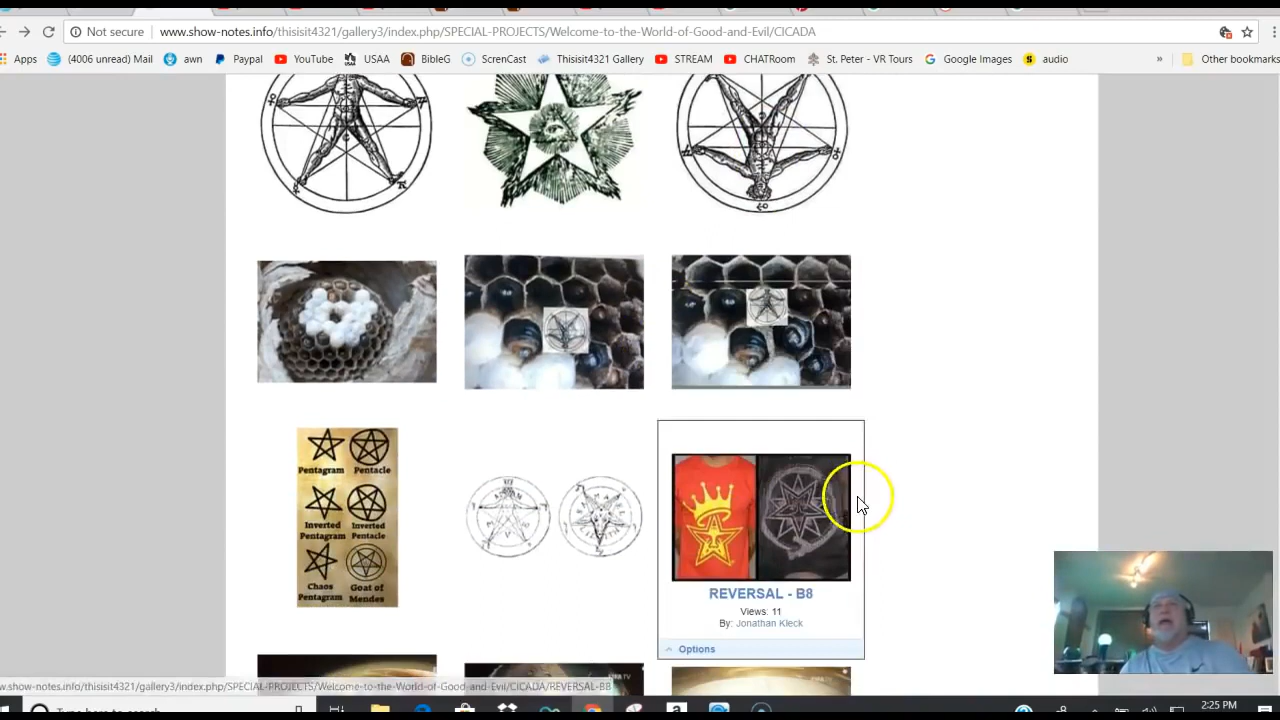 Not secure www.show-notes.info/thisisit4321/gallery3/index.php/SPECIAL-PROJECTS/Welcome-to-the-World-of-Good-and-Evil/CICADA
Apps (4006 unread) Mail awn Paypal YouTube USAA BibleG ScrenCast Thisisit4321 Gallery STREAM CHATRoom St. Peter - VR Tours Google Images audio » Other bookmarks
Pentagram Pentacle
Inverted Pentagram Inverted Pentacle
Chaos Pentagram Goat of Mendes
REVERSAL - B8
Views: 11
By: Jonathan Kleck
Options
w.show-notes.info/thisisit4321/gallery3/index.php/SPECIAL-PROJECTS/Welcome-to-the-World-of-Good-and-Evil/CICADA/REVERSAL-B8
Type here to search
2:25 PM